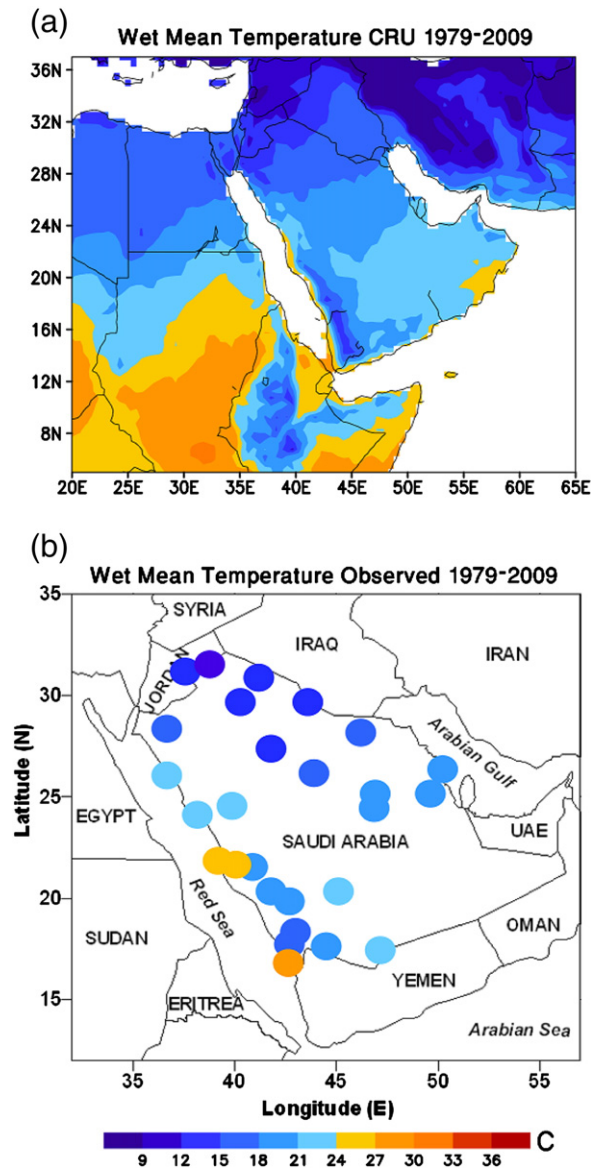 (a)
Wet Mean Temperature CRU 1979-2009
36N
32N
28N
24N
20N
16N
12N
8N
20E 25E 30E 35E 40E 45E 50E 55E 60E 65E
(b)
Wet Mean Temperature Observed 1979-2009
35
30
25
20
15
Latitude (N)
SYRIA
IRAQ
IRAN
JORDAN
Arabian Gulf
EGYPT
SAUDI ARABIA
UAE
Red Sea
OMAN
SUDAN
YEMEN
ERITREA
Arabian Sea
35 40 45 50 55
Longitude (E)
9 12 15 18 21 24 27 30 33 36 C